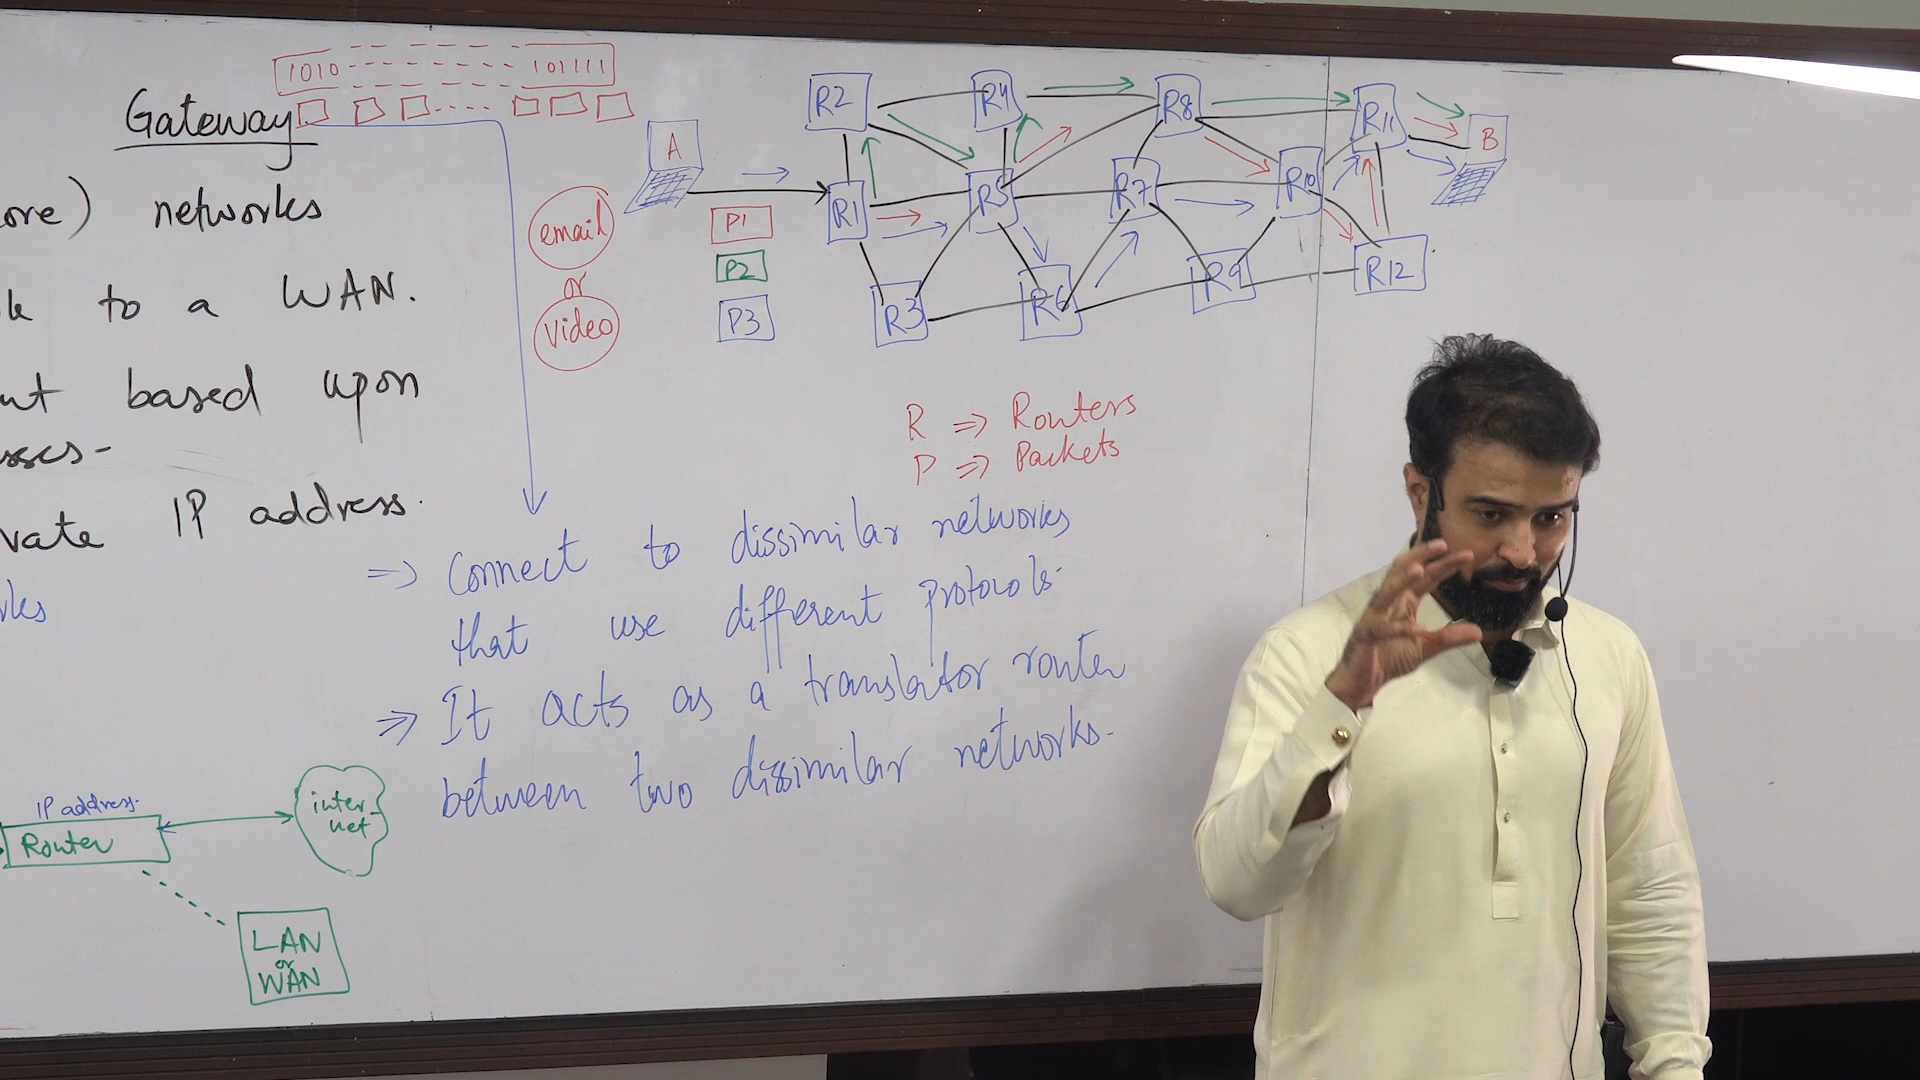 1010 101111
Gateway
ore) networks
to a WAN.
based upon
vate IP address.
IP address.
Router
inter-
net
LAN
or
WAN
email
or
Video
A
P1
P2
P3
R2 R4 R8 R11 B
R1 R5 R7 R10
R3 R6 R9 R12
R => Routers
P => Packets
=> Connect to dissimilar networks
that use different protocols.
=> It acts as a translator router
between two dissimilar networks.